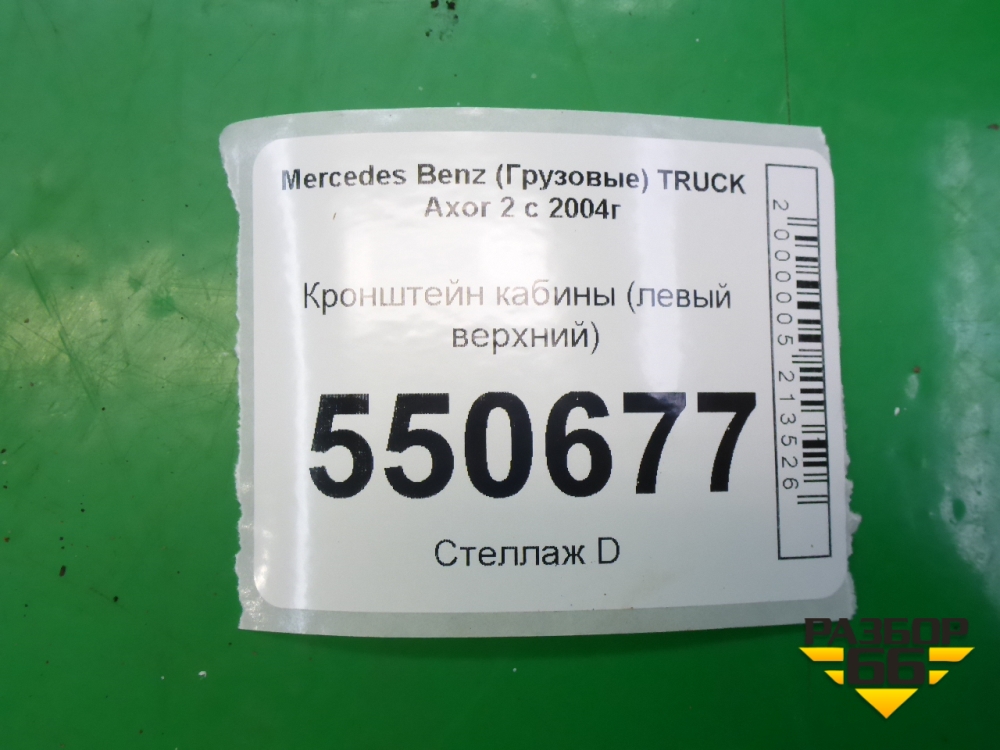 Mercedes Benz (Грузовые) TRUCK
Axor 2 с 2004г
Кронштейн кабины (левый
верхний)
550677
Стеллаж D
2000005213526
РАЗБОР
66